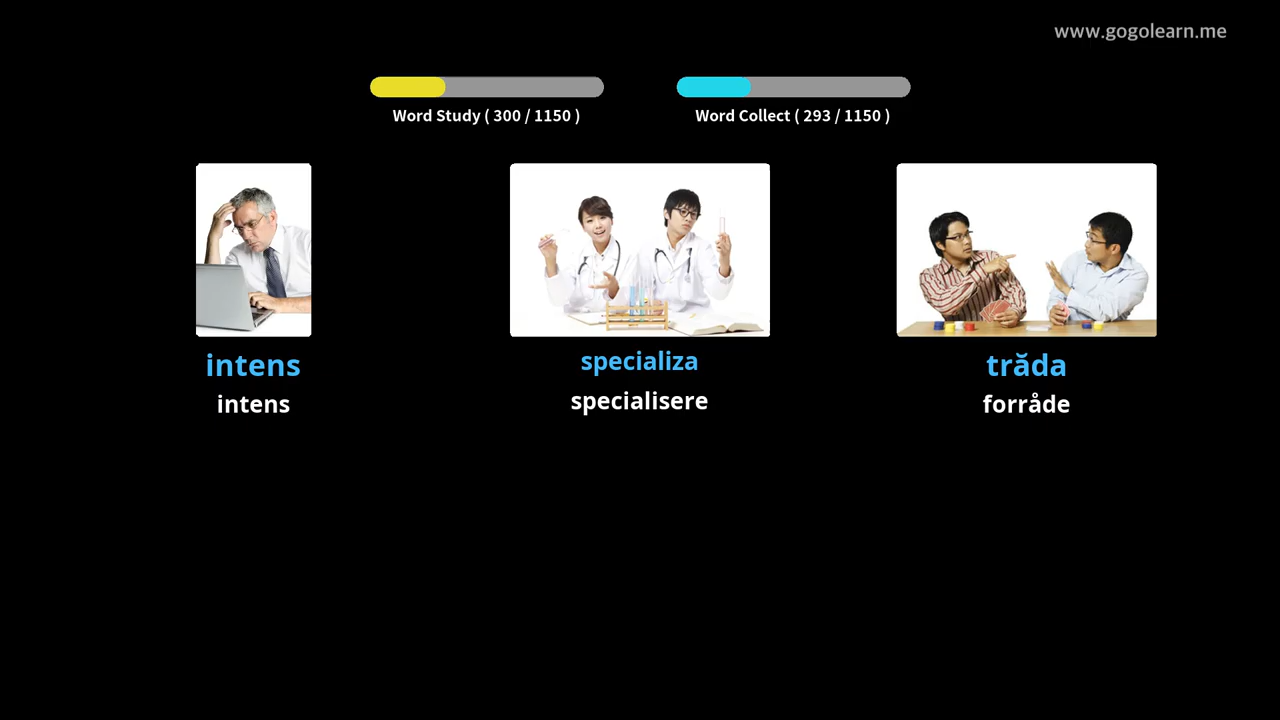 www.gogolearn.me
Word Study ( 300 / 1150 )
Word Collect ( 293 / 1150 )
intens
intens
specializa
specialisere
trăda
forråde